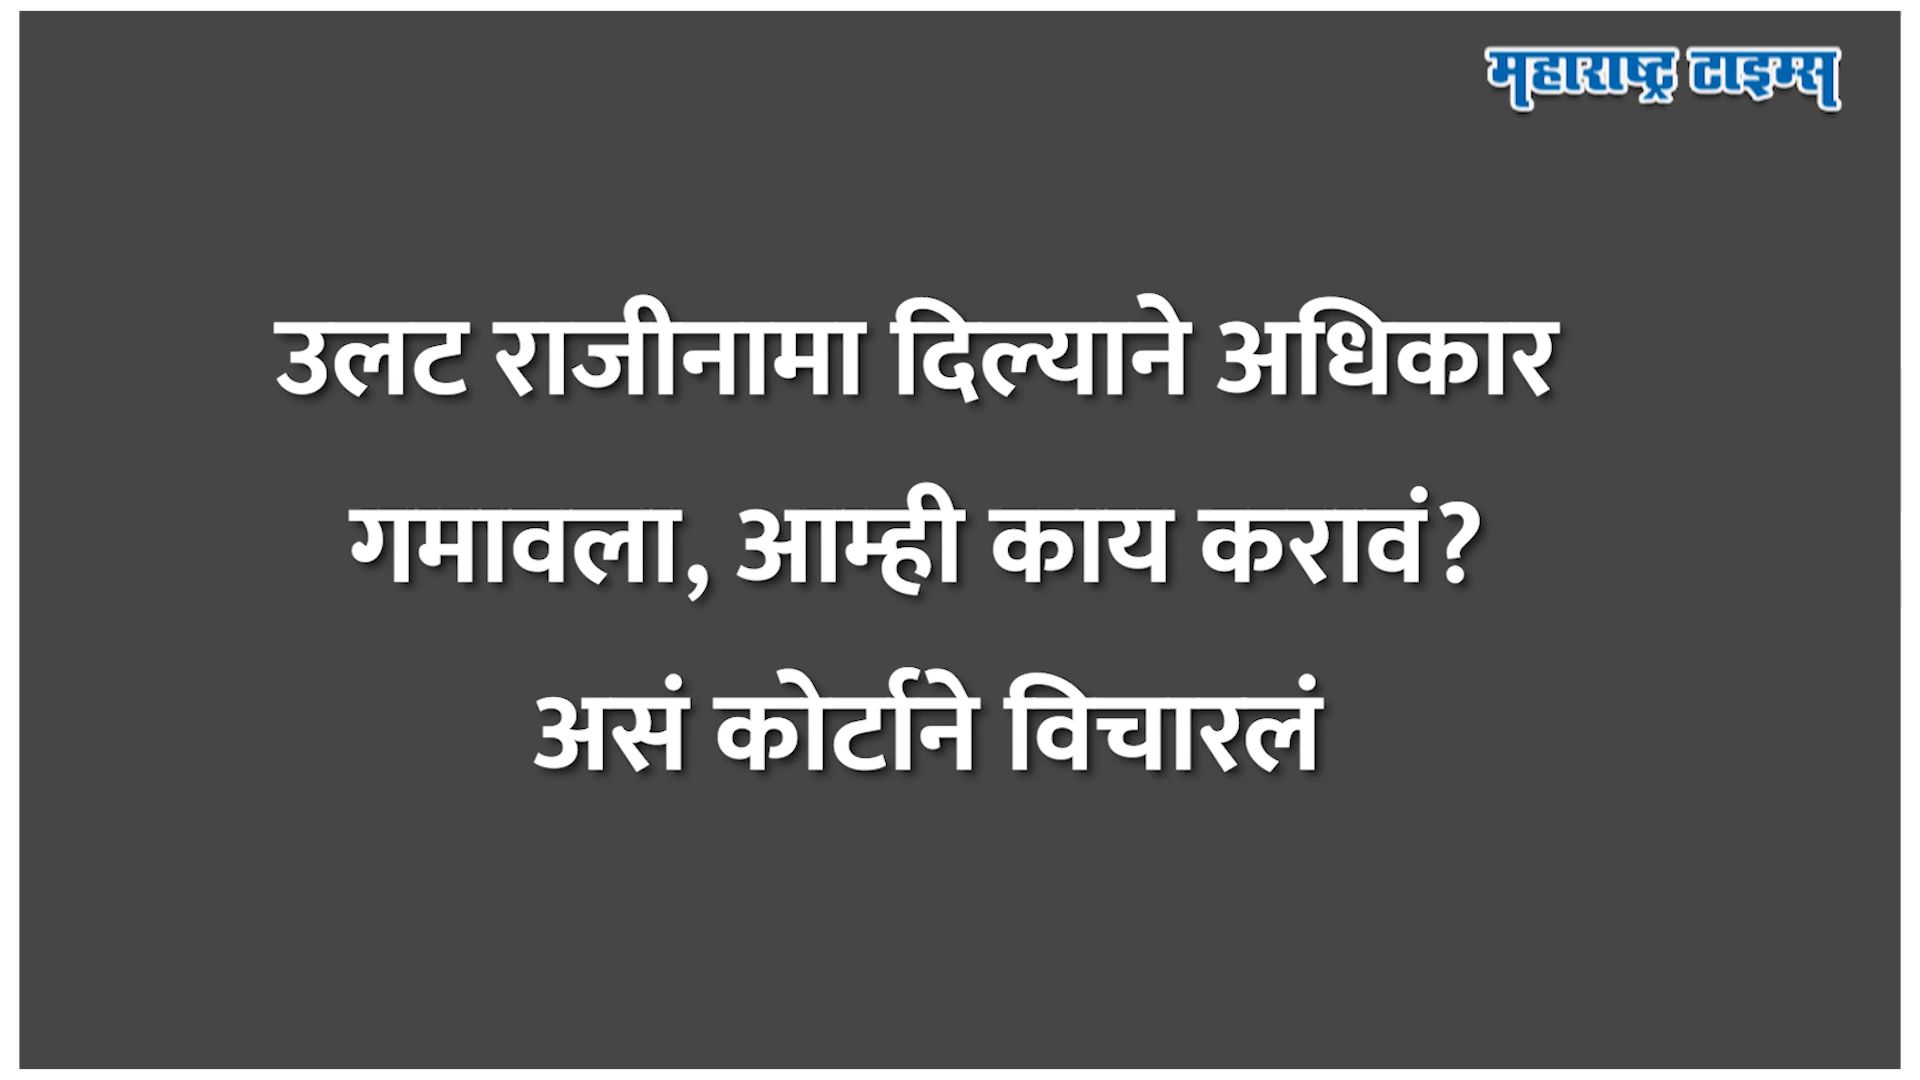 महाराष्ट्र टाइम्स
उलट राजीनामा दिल्याने अधिकार
गमावला, आम्ही काय करावं?
असं कोर्टाने विचारलं